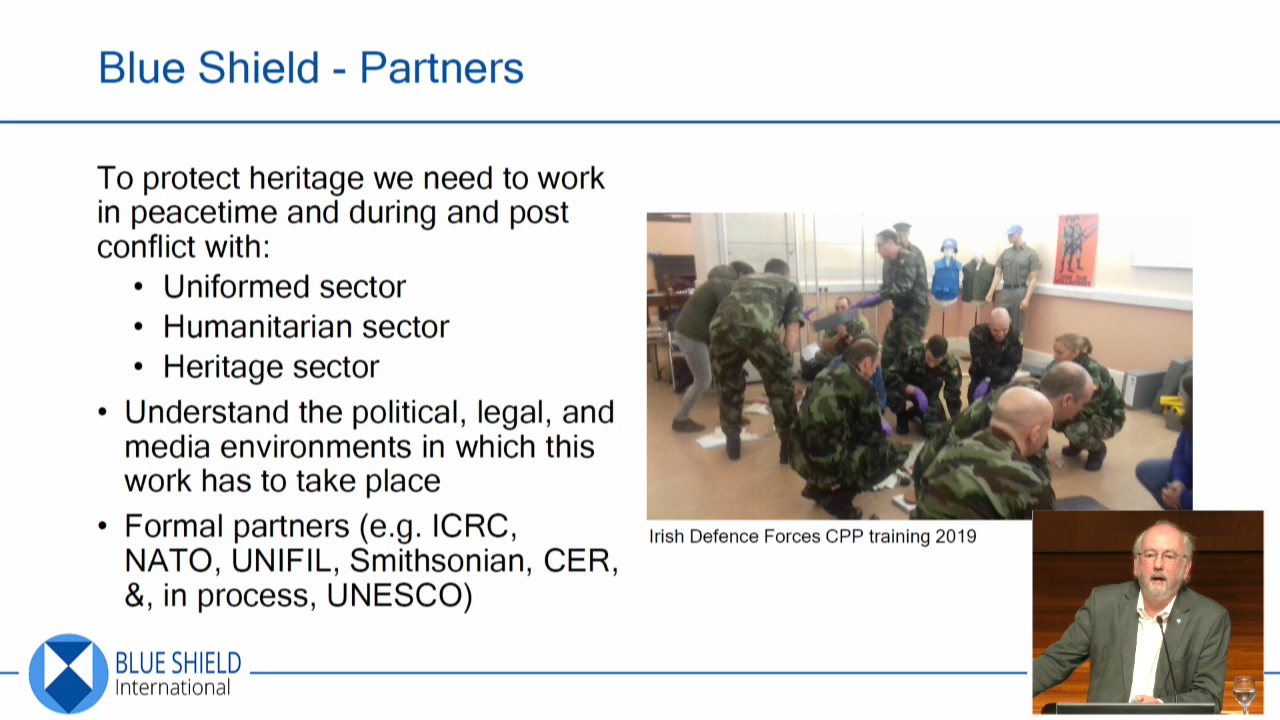 Blue Shield - Partners
To protect heritage we need to work
in peacetime and during and post
conflict with:
• Uniformed sector
• Humanitarian sector
• Heritage sector
• Understand the political, legal, and
media environments in which this
work has to take place
• Formal partners (e.g. ICRC,
NATO, UNIFIL, Smithsonian, CER,
&, in process, UNESCO)
Irish Defence Forces CPP training 2019
BLUE SHIELD
International